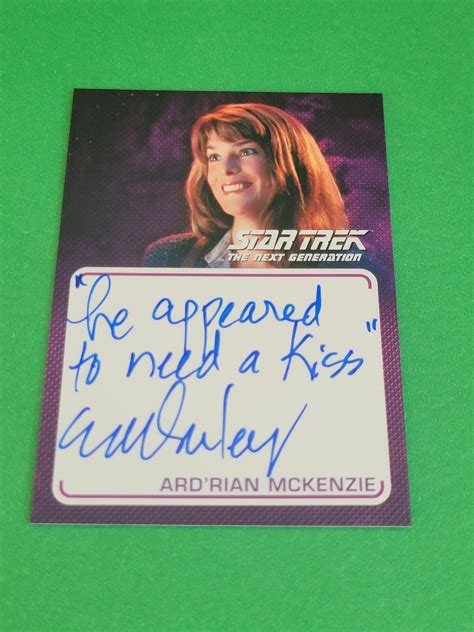 STAR TREK
THE NEXT GENERATION
"he appeared
to need a Kiss"
ARD'RIAN MCKENZIE